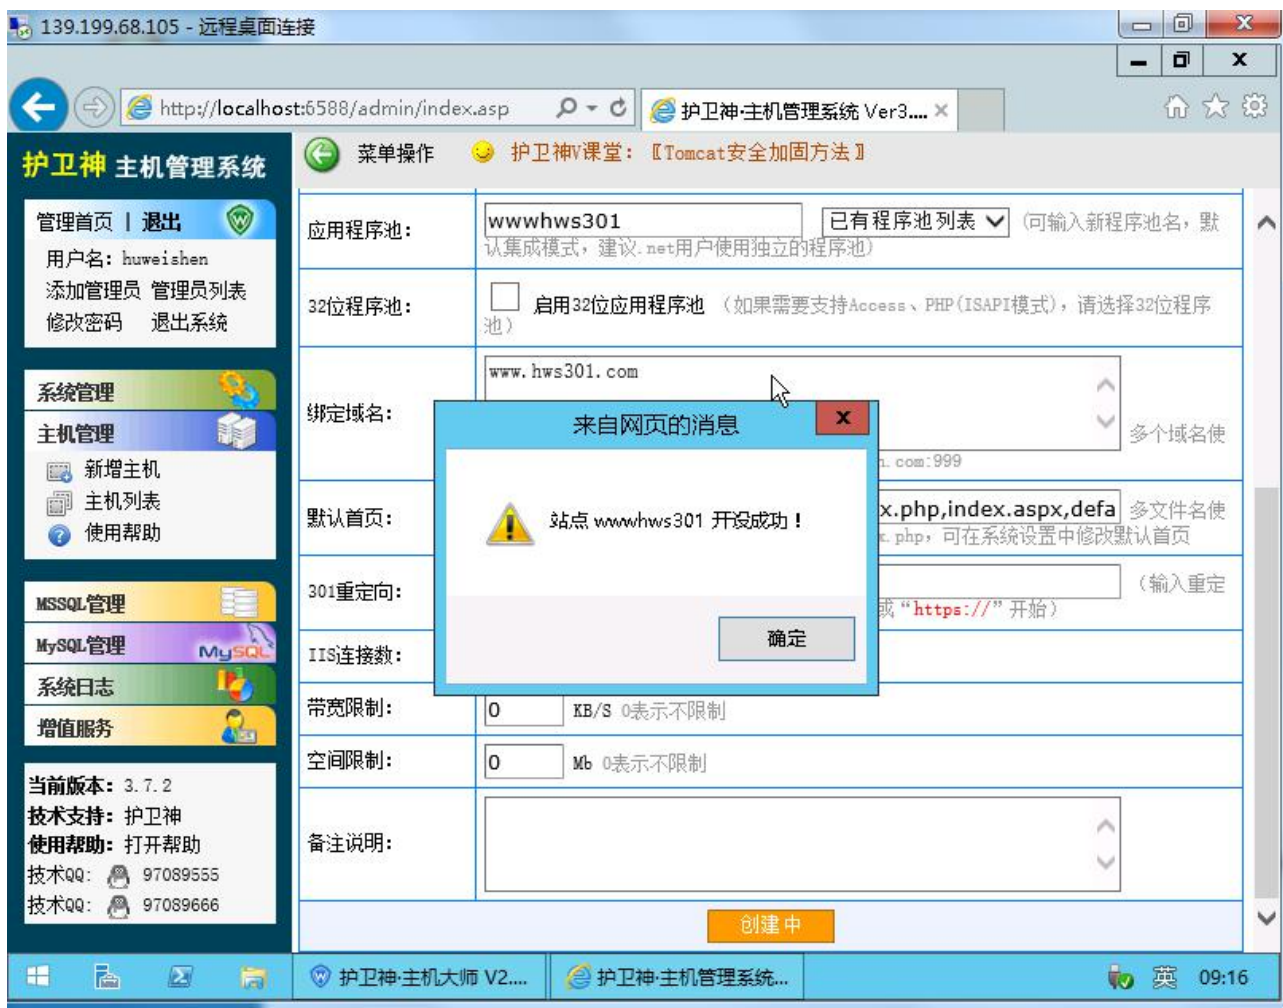 139.199.68.105 - 远程桌面连接
http://localhost:6588/admin/index.asp
护卫神·主机管理系统 Ver3....
护卫神 主机管理系统
菜单操作
护卫神V课堂：〖Tomcat安全加固方法〗
管理首页 | 退出
用户名: huweishen
添加管理员 管理员列表
修改密码 退出系统
系统管理
主机管理
新增主机
主机列表
使用帮助
MSSQL管理
MySQL管理
MySQL
系统日志
增值服务
当前版本: 3.7.2
技术支持: 护卫神
使用帮助: 打开帮助
技术QQ: 97089555
技术QQ: 97089666
应用程序池:
wwwhws301
已有程序池列表
(可输入新程序池名，默
认集成模式，建议.net用户使用独立的程序池)
32位程序池:
启用32位应用程序池
(如果需要支持Access、PHP(ISAPI模式)，请选择32位程序
池)
绑定域名:
www.hws301.com
多个域名使
com:999
默认首页:
x.php,index.aspx,defa
多文件名使
.php，可在系统设置中修改默认首页
301重定向:
(输入重定
或“https://”开始)
IIS连接数:
带宽限制:
0
KB/S 0表示不限制
空间限制:
0
Mb 0表示不限制
备注说明:
创建中
来自网页的消息
站点 wwwhws301 开设成功！
确定
护卫神·主机大师 V2....
护卫神·主机管理系统...
英
09:16